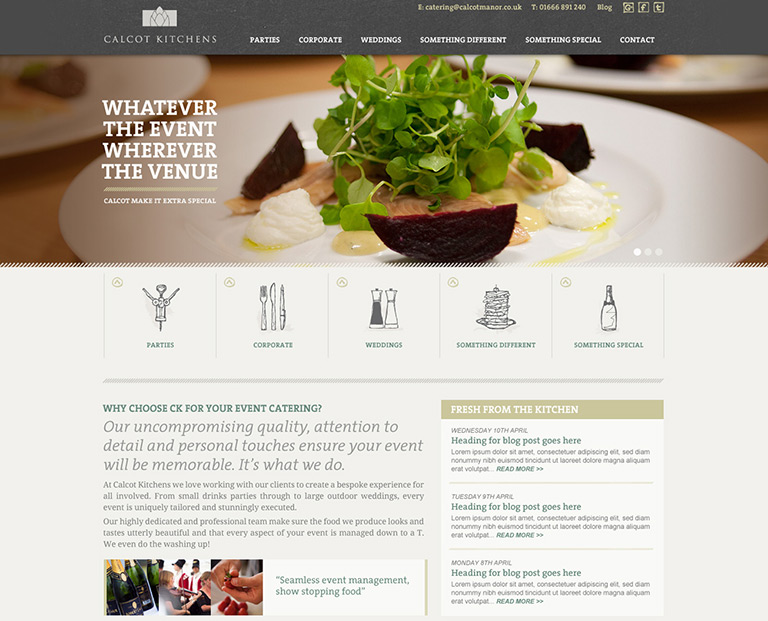 E: catering@calcotmanor.co.uk T: 01666 891 240 Blog
CALCOT KITCHENS
PARTIES CORPORATE WEDDINGS SOMETHING DIFFERENT SOMETHING SPECIAL CONTACT
WHATEVER
THE EVENT
WHEREVER
THE VENUE
CALCOT MAKE IT EXTRA SPECIAL
PARTIES CORPORATE WEDDINGS SOMETHING DIFFERENT SOMETHING SPECIAL
WHY CHOOSE CK FOR YOUR EVENT CATERING?
Our uncompromising quality, attention to
detail and personal touches ensure your event
will be memorable. It's what we do.
At Calcot Kitchens we love working with our clients to create a bespoke experience for
all involved. From small drinks parties through to large outdoor weddings, every
event is uniquely tailored and stunningly executed.
Our highly dedicated and professional team make sure the food we produce looks and
tastes utterly beautiful and that every aspect of your event is managed down to a T.
We even do the washing up!
"Seamless event management,
show stopping food"
FRESH FROM THE KITCHEN
WEDNESDAY 10TH APRIL
Heading for blog post goes here
Lorem ipsum dolor sit amet, consectetuer adipiscing elit, sed diam
nonummy nibh euismod tincidunt ut laoreet dolore magna aliquam
erat volutpat... READ MORE >>
TUESDAY 9TH APRIL
Heading for blog post goes here
Lorem ipsum dolor sit amet, consectetuer adipiscing elit, sed diam
nonummy nibh euismod tincidunt ut laoreet dolore magna aliquam
erat volutpat... READ MORE >>
MONDAY 8TH APRIL
Heading for blog post goes here
Lorem ipsum dolor sit amet, consectetuer adipiscing elit, sed diam
nonummy nibh euismod tincidunt ut laoreet dolore magna aliquam
erat volutpat... READ MORE >>